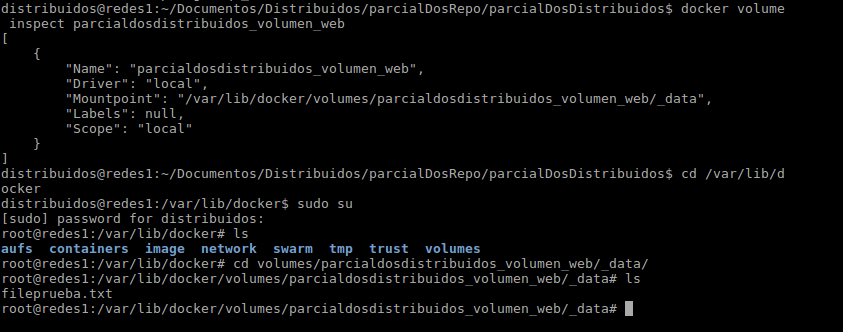 distribuidos@redes1:~/Documentos/Distribuidos/parcialDosRepo/parcialDosDistribuidos$ docker volume
 inspect parcialdosdistribuidos_volumen_web
[
    {
        "Name": "parcialdosdistribuidos_volumen_web",
        "Driver": "local",
        "Mountpoint": "/var/lib/docker/volumes/parcialdosdistribuidos_volumen_web/_data",
        "Labels": null,
        "Scope": "local"
    }
]
distribuidos@redes1:~/Documentos/Distribuidos/parcialDosRepo/parcialDosDistribuidos$ cd /var/lib/d
ocker
distribuidos@redes1:/var/lib/docker$ sudo su
[sudo] password for distribuidos:
root@redes1:/var/lib/docker# ls
aufs  containers  image  network  swarm  tmp  trust  volumes
root@redes1:/var/lib/docker# cd volumes/parcialdosdistribuidos_volumen_web/_data/
root@redes1:/var/lib/docker/volumes/parcialdosdistribuidos_volumen_web/_data# ls
fileprueba.txt
root@redes1:/var/lib/docker/volumes/parcialdosdistribuidos_volumen_web/_data#